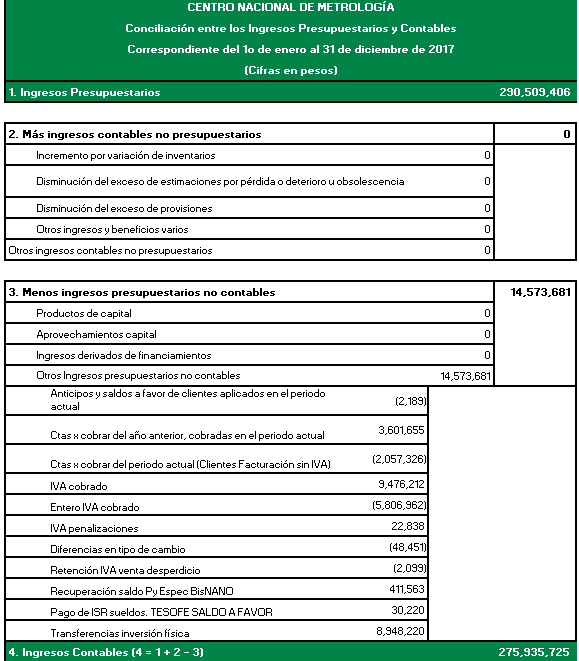 CENTRO NACIONAL DE METROLOGÍA
Conciliación entre los Ingresos Presupuestarios y Contables
Correspondiente del 1o de enero al 31 de diciembre de 2017
(Cifras en pesos)
1. Ingresos Presupuestarios 290,509,406
2. Más ingresos contables no presupuestarios 0
Incremento por variación de inventarios 0
Disminución del exceso de estimaciones por pérdida o deterioro u obsolescencia 0
Disminución del exceso de provisiones 0
Otros ingresos y beneficios varios 0
Otros ingresos contables no presupuestarios 0
3. Menos ingresos presupuestarios no contables 14,573,681
Productos de capital 0
Aprovechamientos capital 0
Ingresos derivados de financiamientos 0
Otros Ingresos presupuestarios no contables 14,573,681
Anticipos y saldos a favor de clientes aplicados en el periodo
actual (2,189)
Ctas x cobrar del año anterior, cobradas en el periodo actual 3,601,655
Ctas x cobrar del periodo actual (Clientes Facturación sin IVA) (2,057,326)
IVA cobrado 9,476,212
Entero IVA cobrado (5,806,962)
IVA penalizaciones 22,838
Diferencias en tipo de cambio (48,451)
Retención IVA venta desperdicio (2,099)
Recuperación saldo Py Espec BisNANO 411,563
Pago de ISR sueldos. TESOFE SALDO A FAVOR 30,220
Transferencias inversión física 8,948,220
4. Ingresos Contables (4 = 1 + 2 - 3) 275,935,725